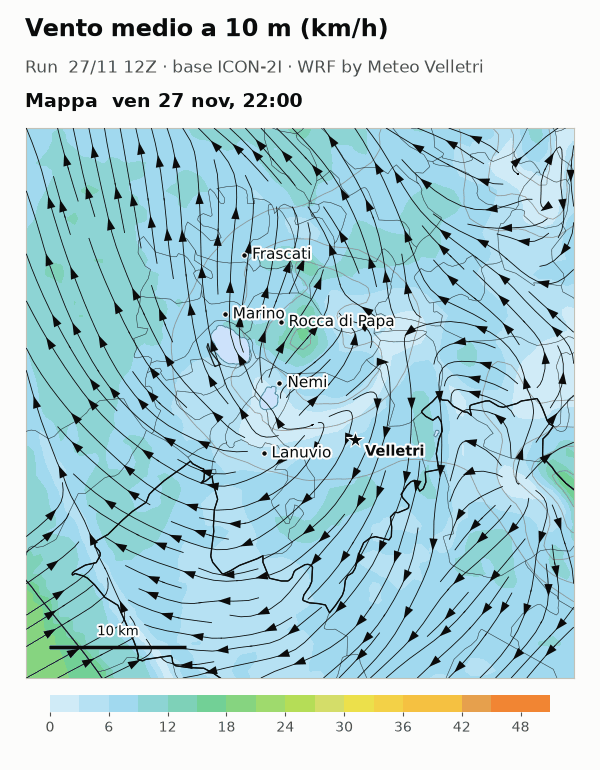 Vento medio a 10 m (km/h)
Run  27/11 12Z · base ICON-2I · WRF by Meteo Velletri
Mappa  ven 27 nov, 22:00
Frascati
Marino
Rocca di Papa
Nemi
Velletri
Lanuvio
10 km
0 6 12 18 24 30 36 42 48